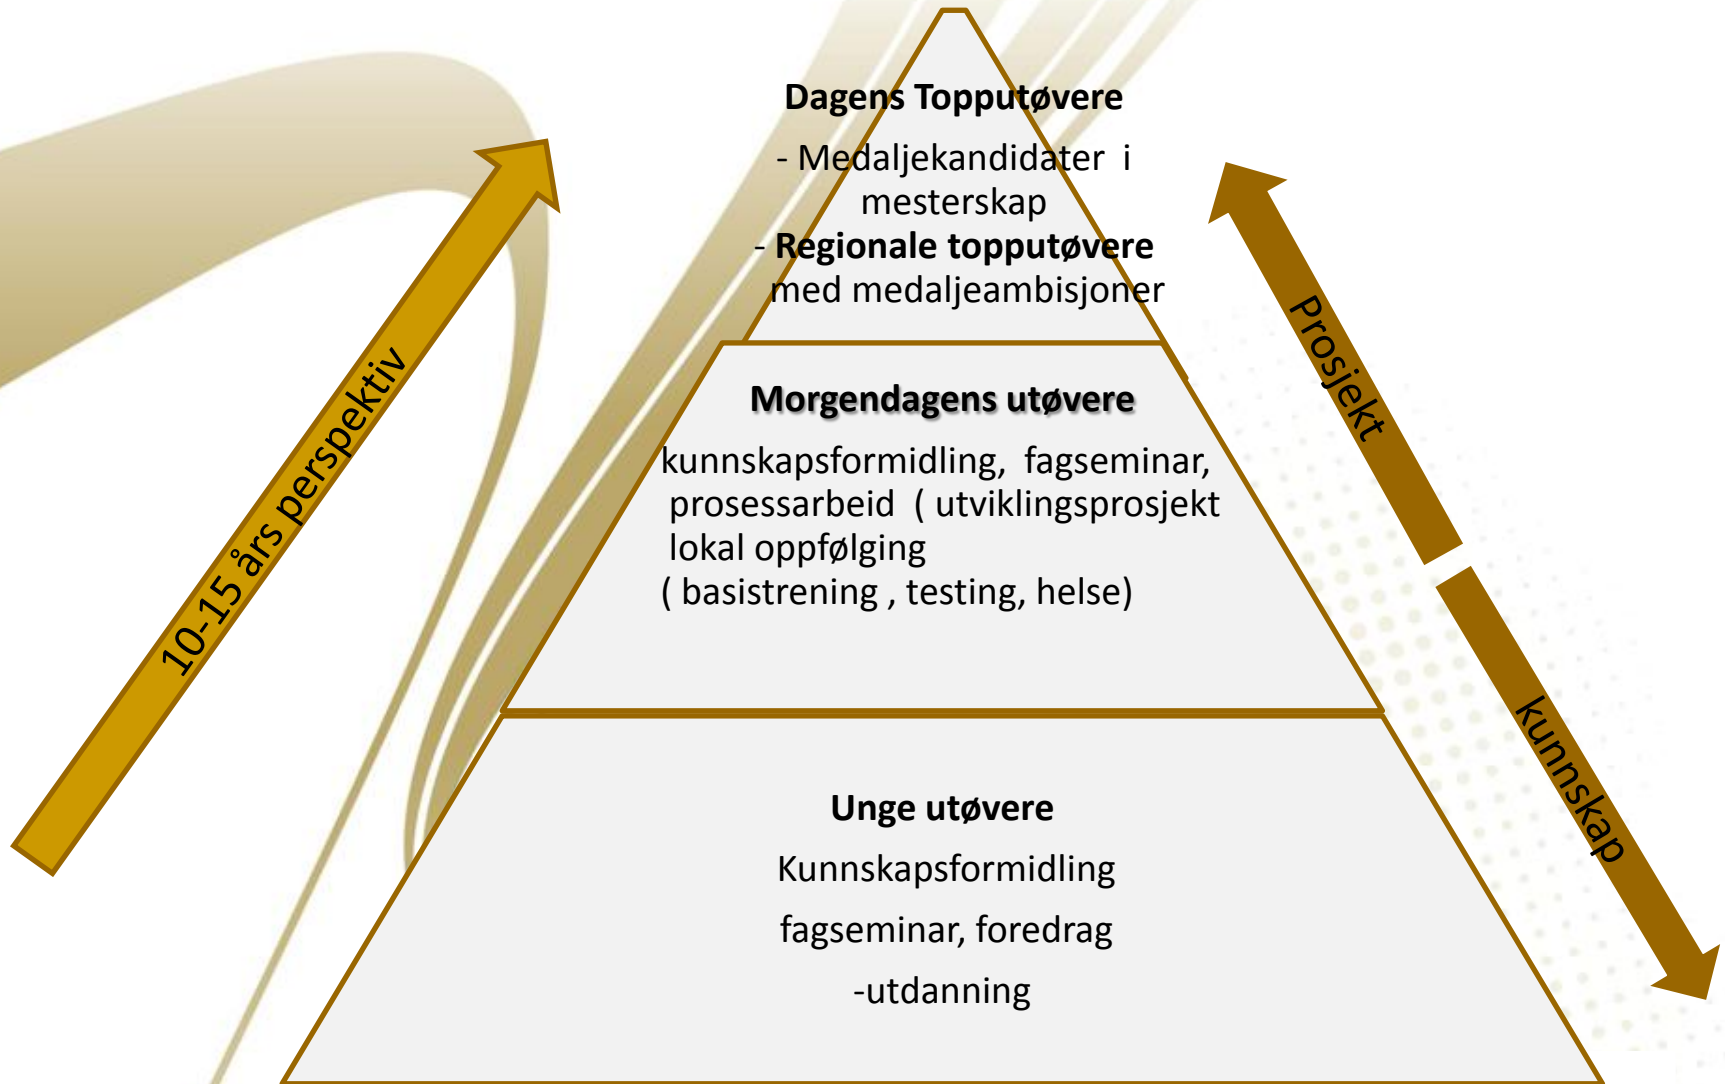 Dagens Topputøvere
- Medaljekandidater i
mesterskap
- Regionale topputøvere
med medaljeambisjoner
Morgendagens utøvere
kunnskapsformidling, fagseminar,
prosessarbeid ( utviklingsprosjekt
lokal oppfølging
( basistrening , testing, helse)
Unge utøvere
Kunnskapsformidling
fagseminar, foredrag
-utdanning
10-15 års perspektiv
Prosjekt
kunnskap